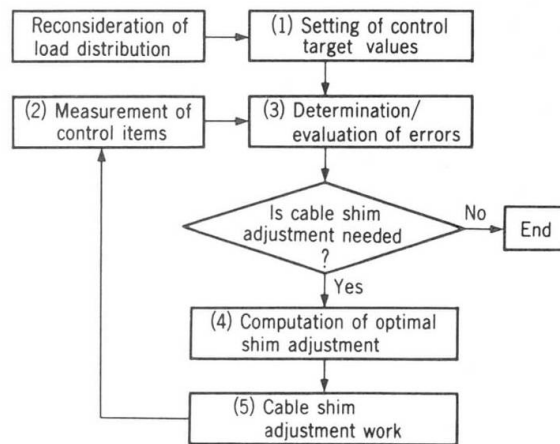 Reconsideration of
load distribution
(1) Setting of control
target values
(2) Measurement of
control items
(3) Determination/
evaluation of errors
Is cable shim
adjustment needed
?
No
End
Yes
(4) Computation of optimal
shim adjustment
(5) Cable shim
adjustment work